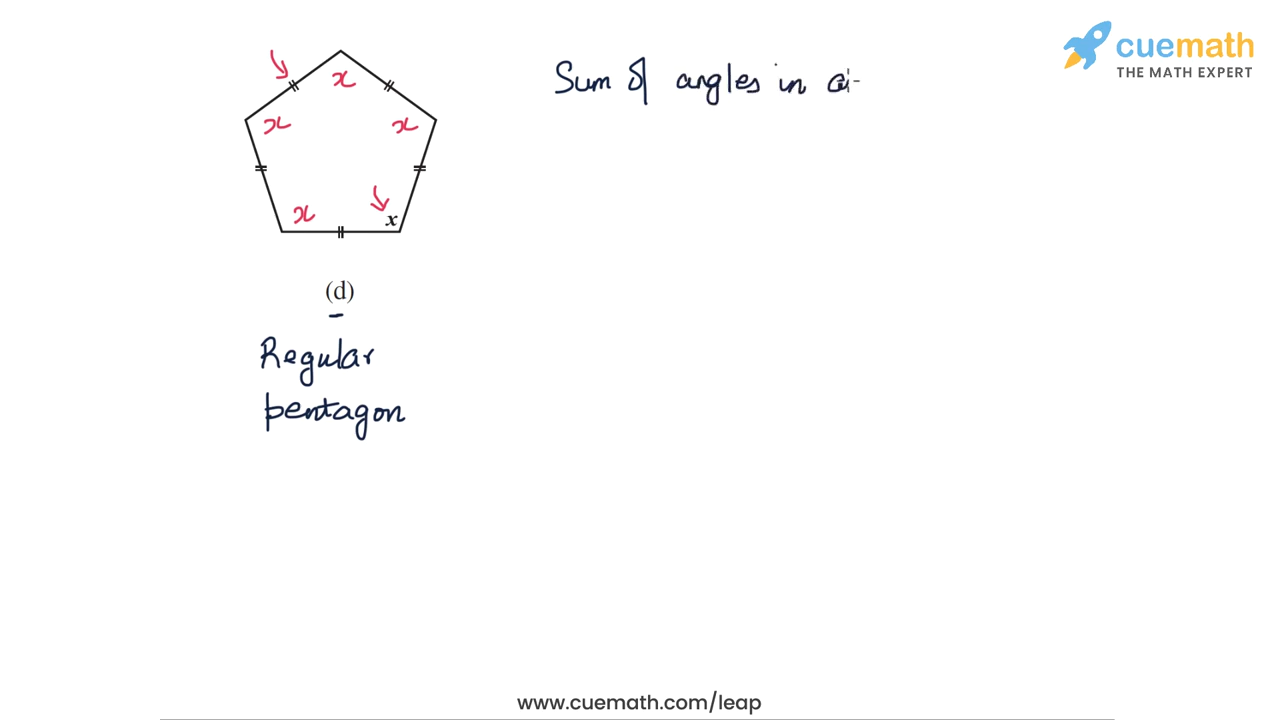 cuemath
THE MATH EXPERT
Sum of angles in a
x
x
x
x
x
(d)
Regular
pentagon
www.cuemath.com/leap